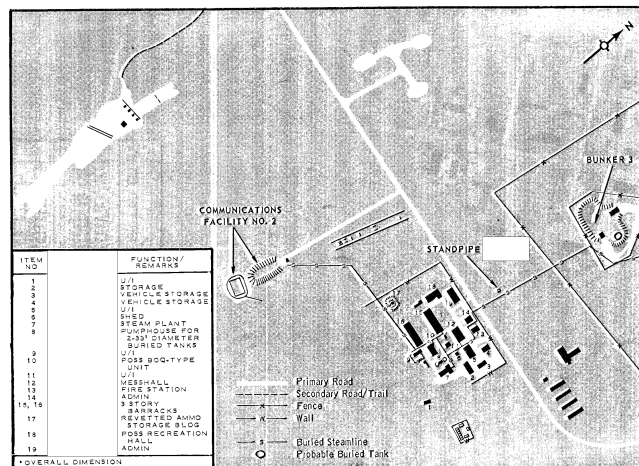 N
BUNKER 3
COMMUNICATIONS
FACILITY NO. 2
STANDPIPE
ITEM NO
FUNCTION/ REMARKS
1 U/I
2 STORAGE
3 VEHICLE STORAGE
4 VEHICLE STORAGE
5 U/I
6 SHED
7 STEAM PLANT
8 PUMPHOUSE FOR
2-33' DIAMETER
BURIED TANKS
9 U/I
10 POSS BOQ-TYPE
UNIT
11 U/I
12 MESSHALL
13 FIRE STATION
14 ADMIN
15, 16 3 STORY
BARRACKS
17 REVETTED AMMO
STORAGE BLDG
18 POSS RECREATION
HALL
19 ADMIN
*OVERALL DIMENSION
Primary Road
Secondary Road/Trail
Fence
Wall
Buried Steamline
Probable Buried Tank